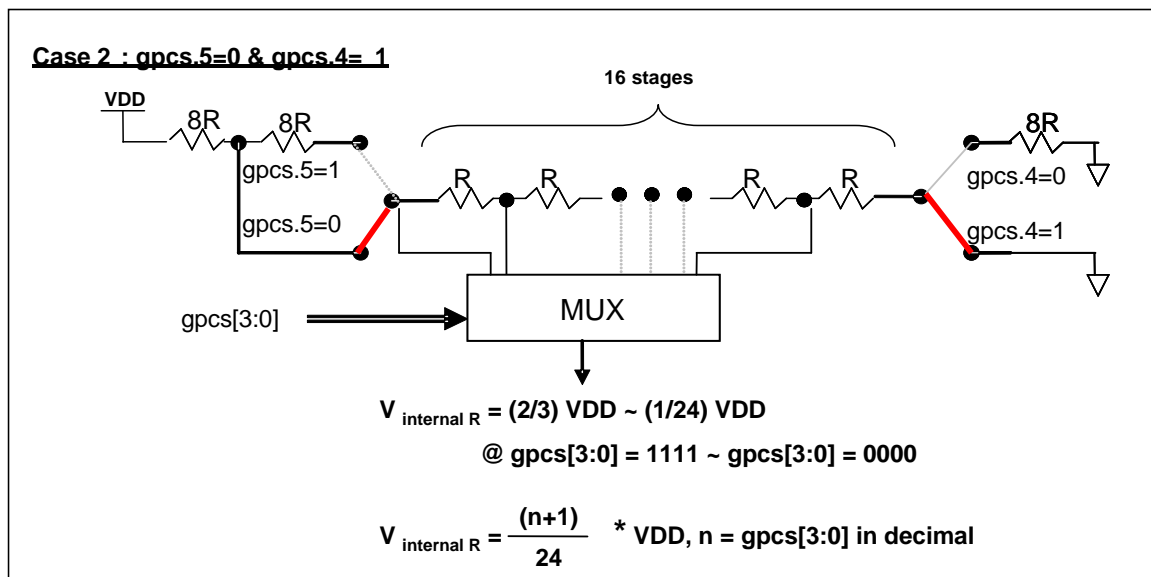 Case 2 : gpcs.5=0 & gpcs.4= 1
16 stages
VDD
8R 8R 8R
gpcs.5=1 R R R R gpcs.4=0
gpcs.5=0 gpcs.4=1
gpcs[3:0] MUX
V internal R = (2/3) VDD ~ (1/24) VDD
@ gpcs[3:0] = 1111 ~ gpcs[3:0] = 0000
V internal R = (n+1) / 24 * VDD, n = gpcs[3:0] in decimal